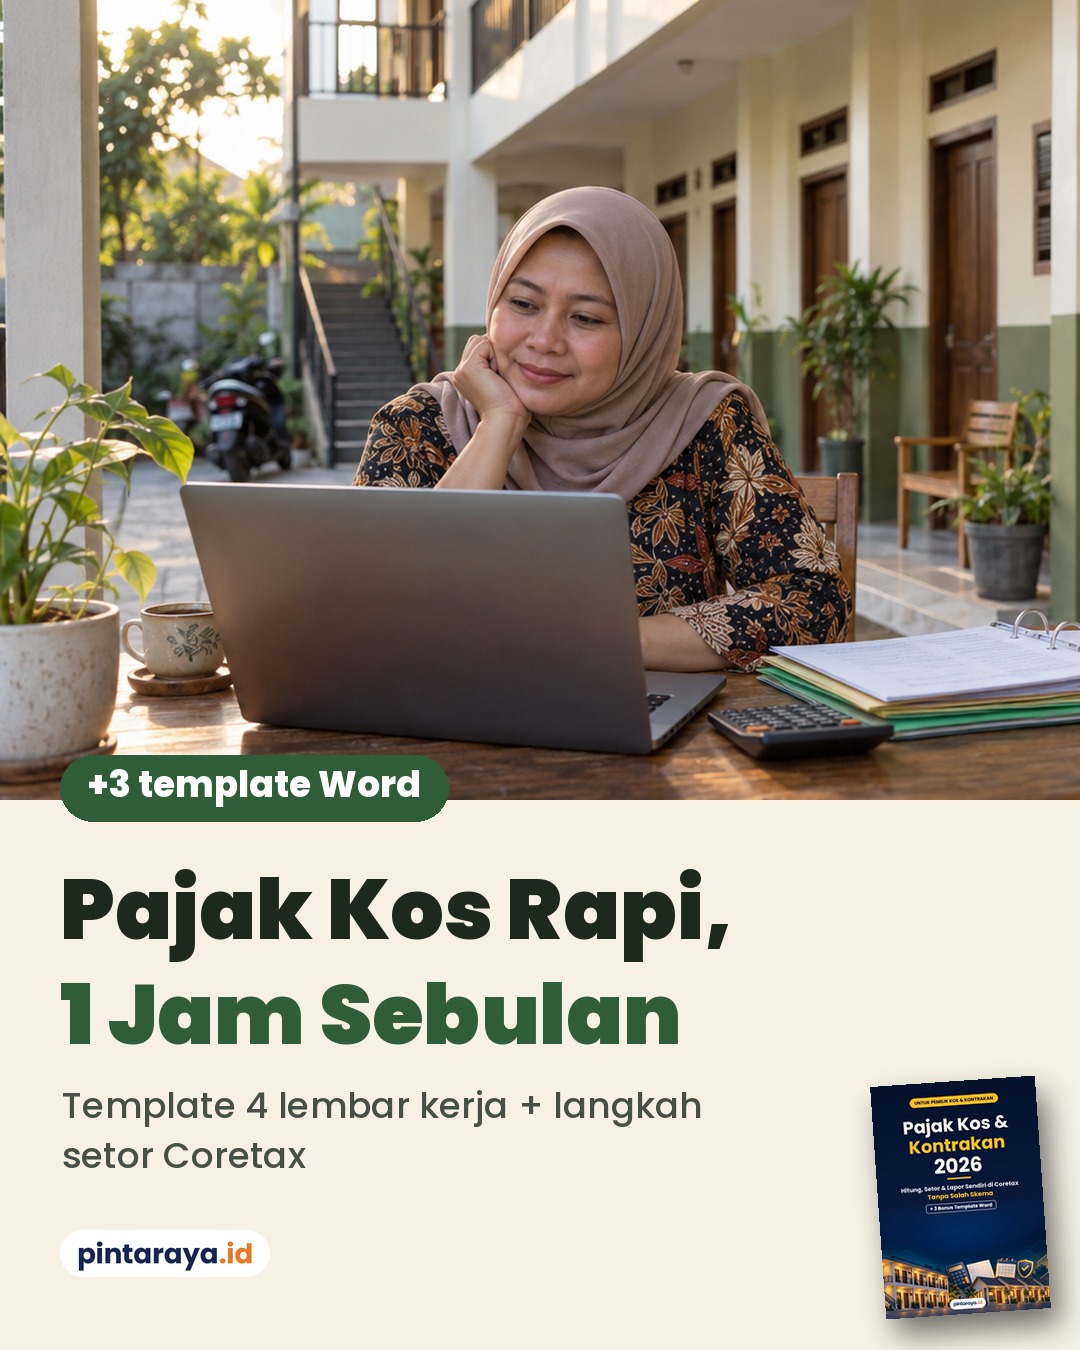 +3 template Word
Pajak Kos Rapi,
1 Jam Sebulan
Template 4 lembar kerja + langkah
setor Coretax
pintaraya.id
UNTUK PEMILIK KOS & KONTRAKAN
Pajak Kos &
Kontrakan
2026
Hitung, Setor & Lapor Sendiri di Coretax
Tanpa Salah Skema
+ 3 Bonus Template Word
pintaraya.id